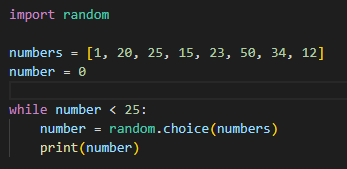 import random

numbers = [1, 20, 25, 15, 23, 50, 34, 12]
number = 0

while number < 25:
    number = random.choice(numbers)
    print(number)